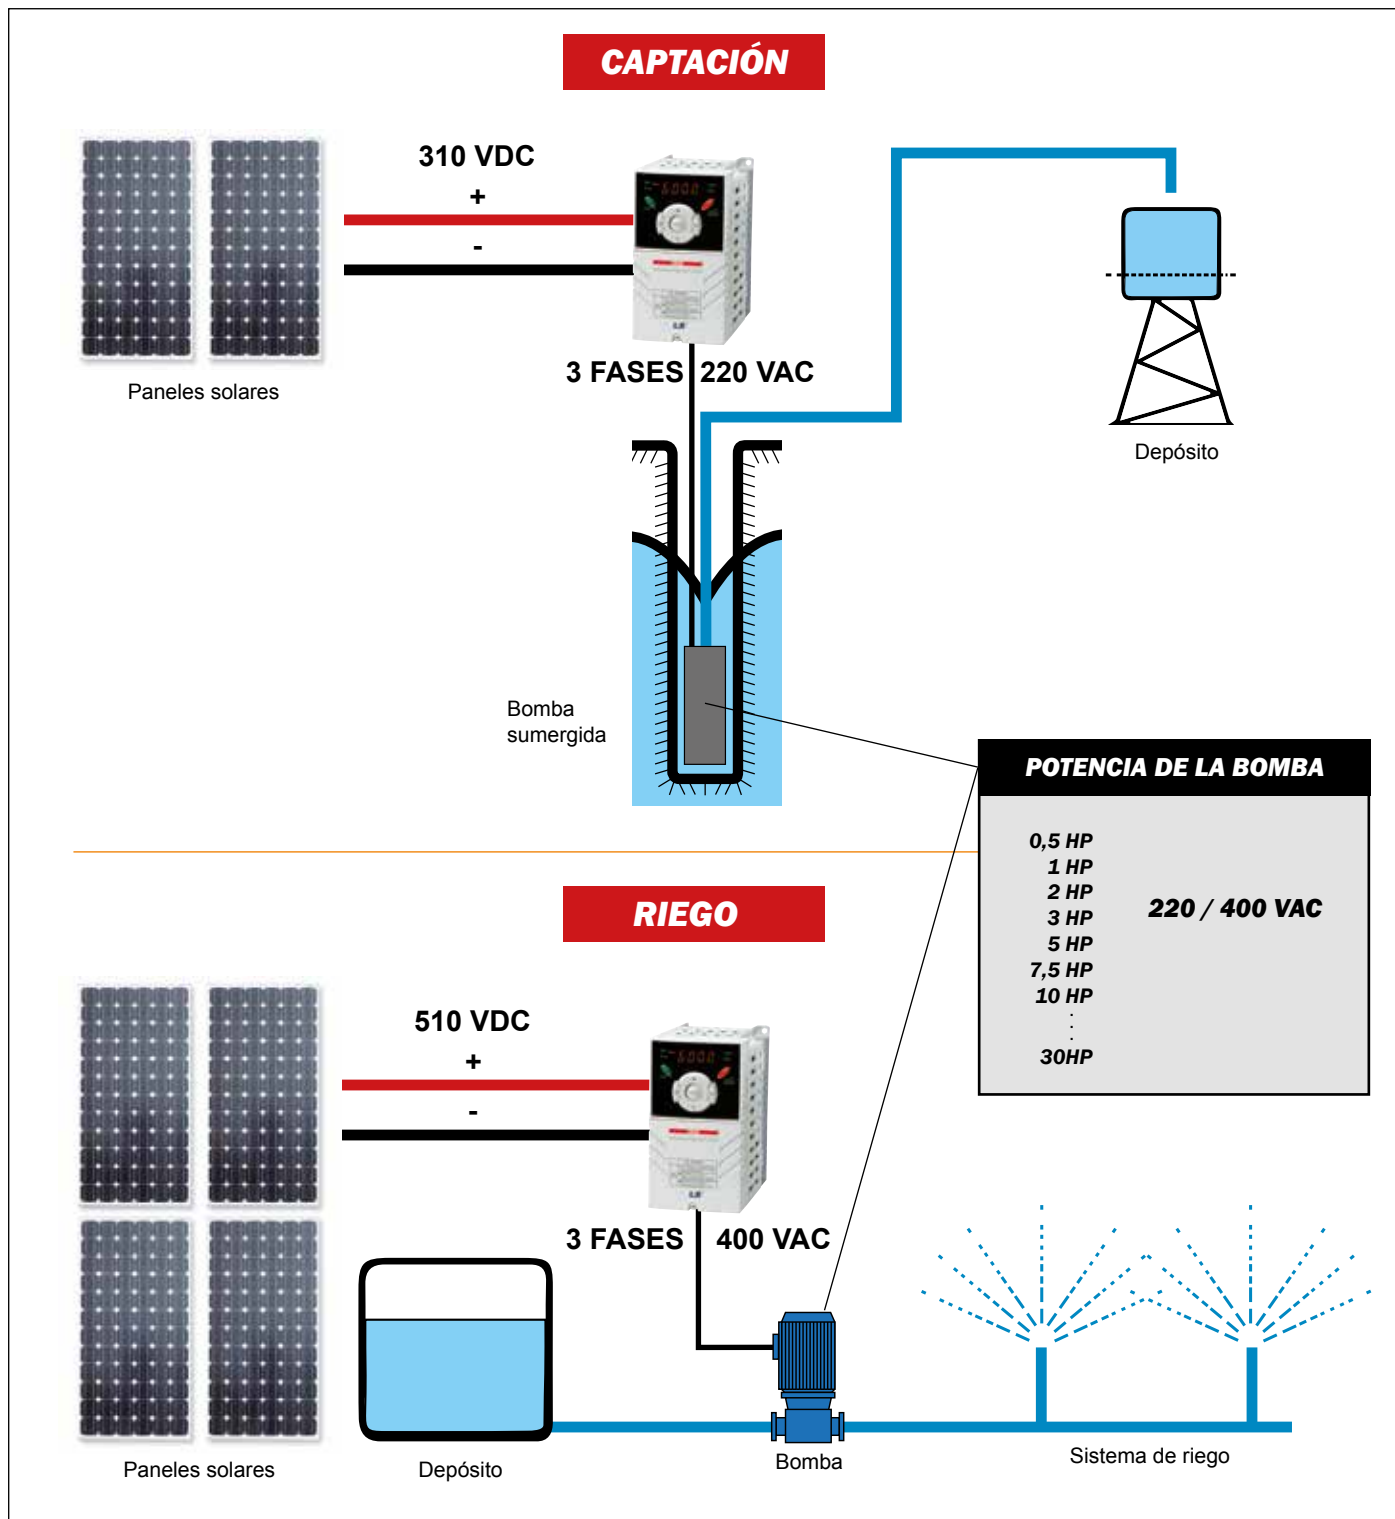 CAPTACIÓN
310 VDC
+
-
3 FASES 220 VAC
Paneles solares
Depósito
Bomba
sumergida
POTENCIA DE LA BOMBA
0,5 HP
1 HP
2 HP
3 HP
5 HP
7,5 HP
10 HP
.
.
.
30HP
220 / 400 VAC
RIEGO
510 VDC
+
-
3 FASES 400 VAC
Paneles solares
Depósito
Bomba
Sistema de riego